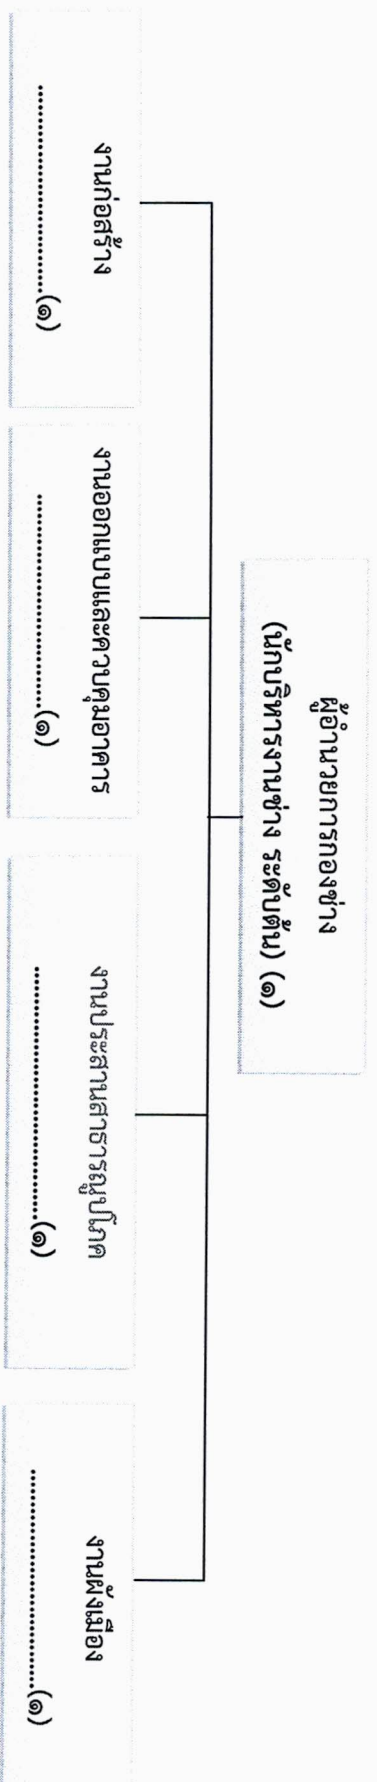 ผู้อำนวยการกองช่าง
(นักบริหารงานช่าง ระดับต้น) (๑)
งานก่อสร้าง
........................................(๑)
งานออกแบบและควบคุมอาคาร
........................................(๑)
งานประสานสาธารณูปโภค
........................................(๑)
งานผังเมือง
........................................(๑)